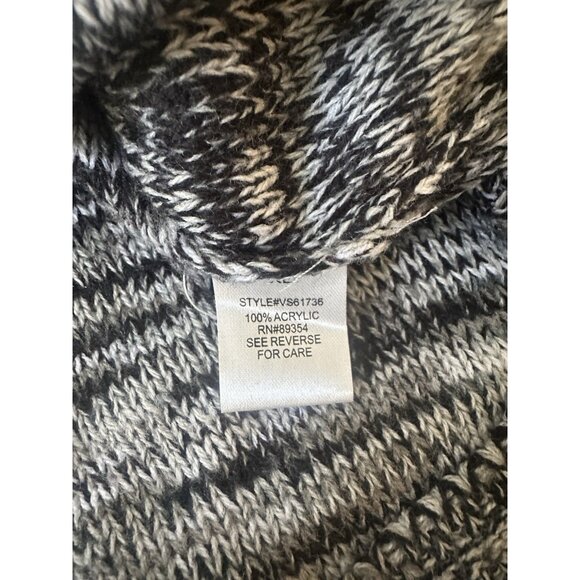 STYLE#VS61736
100% ACRYLIC
RN#89354
SEE REVERSE
FOR CARE